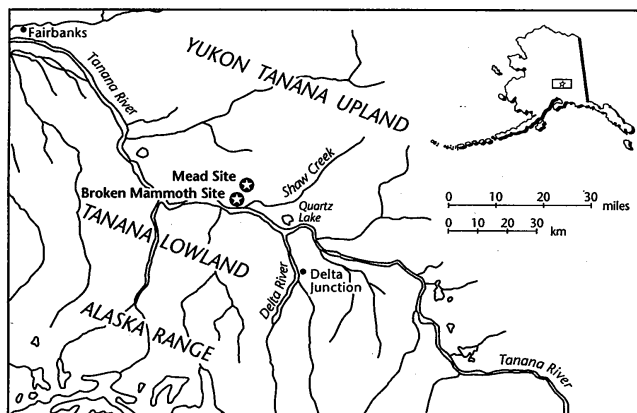 Fairbanks
Tanana
River
YUKON TANANA UPLAND
Mead Site
Broken Mammoth Site
Shaw Creek
Quartz
Lake
TANANA LOWLAND
Delta River
Delta
Junction
ALASKA RANGE
Tanana
River
0 10 20 30
miles
0 10 20 30
km